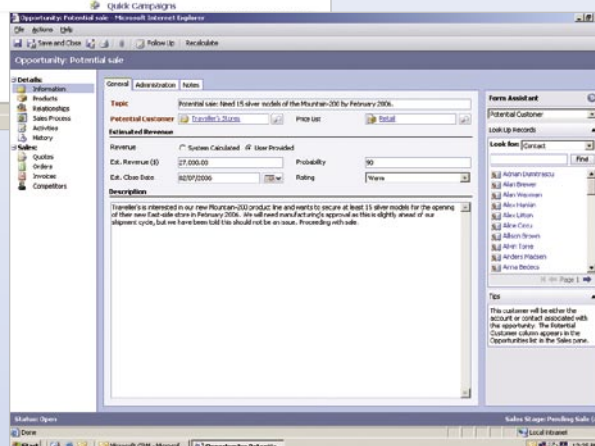 Quick Campaigns
Opportunity: Potential sale - Microsoft Internet Explorer
File Actions Help
Save and Close Follow Up Recalculate
Opportunity: Potential sale
Details:
Information
Products
Relationships
Sales Process
Activities
History
Sales:
Quotes
Orders
Invoices
Competitors
General Administration Notes
Topic Potential sale: Need 15 silver models of the Mountain-200 by February 2006.
Potential Customer Traveller's Stores Price List Retail
Estimated Revenue
Revenue System Calculated User Provided
Est. Revenue ($) 27,000.00 Probability 90
Est. Close Date 02/07/2006 Rating Warm
Description
Traveller's is interested in our new Mountain-200 product line and wants to secure at least 15 silver models for the opening
of their new East-side store in February 2006. We will need manufacturing's approval as this is slightly ahead of our
shipment cycle, but we have been told this should not be an issue. Proceeding with sale.
Form Assistant
Potential Customer
Look Up Records
Look for: Contact
Find
Adrian Dumitrascu
Alan Brewer
Alan Waxman
Alex Hankin
Alice Ciccu
Allison Brown
Alvin
Anders Madsen
Anna Bedecs
Page 1
Tips
This customer will be either the
account or contact associated with
this opportunity. The Potential
Customer column appears in the
Opportunities list in the Sales pane.
Status: Open Sales Stage: Pending Sale
Done Local intranet
Start Microsoft CRM - Microsof... Opportunity: Potentia...